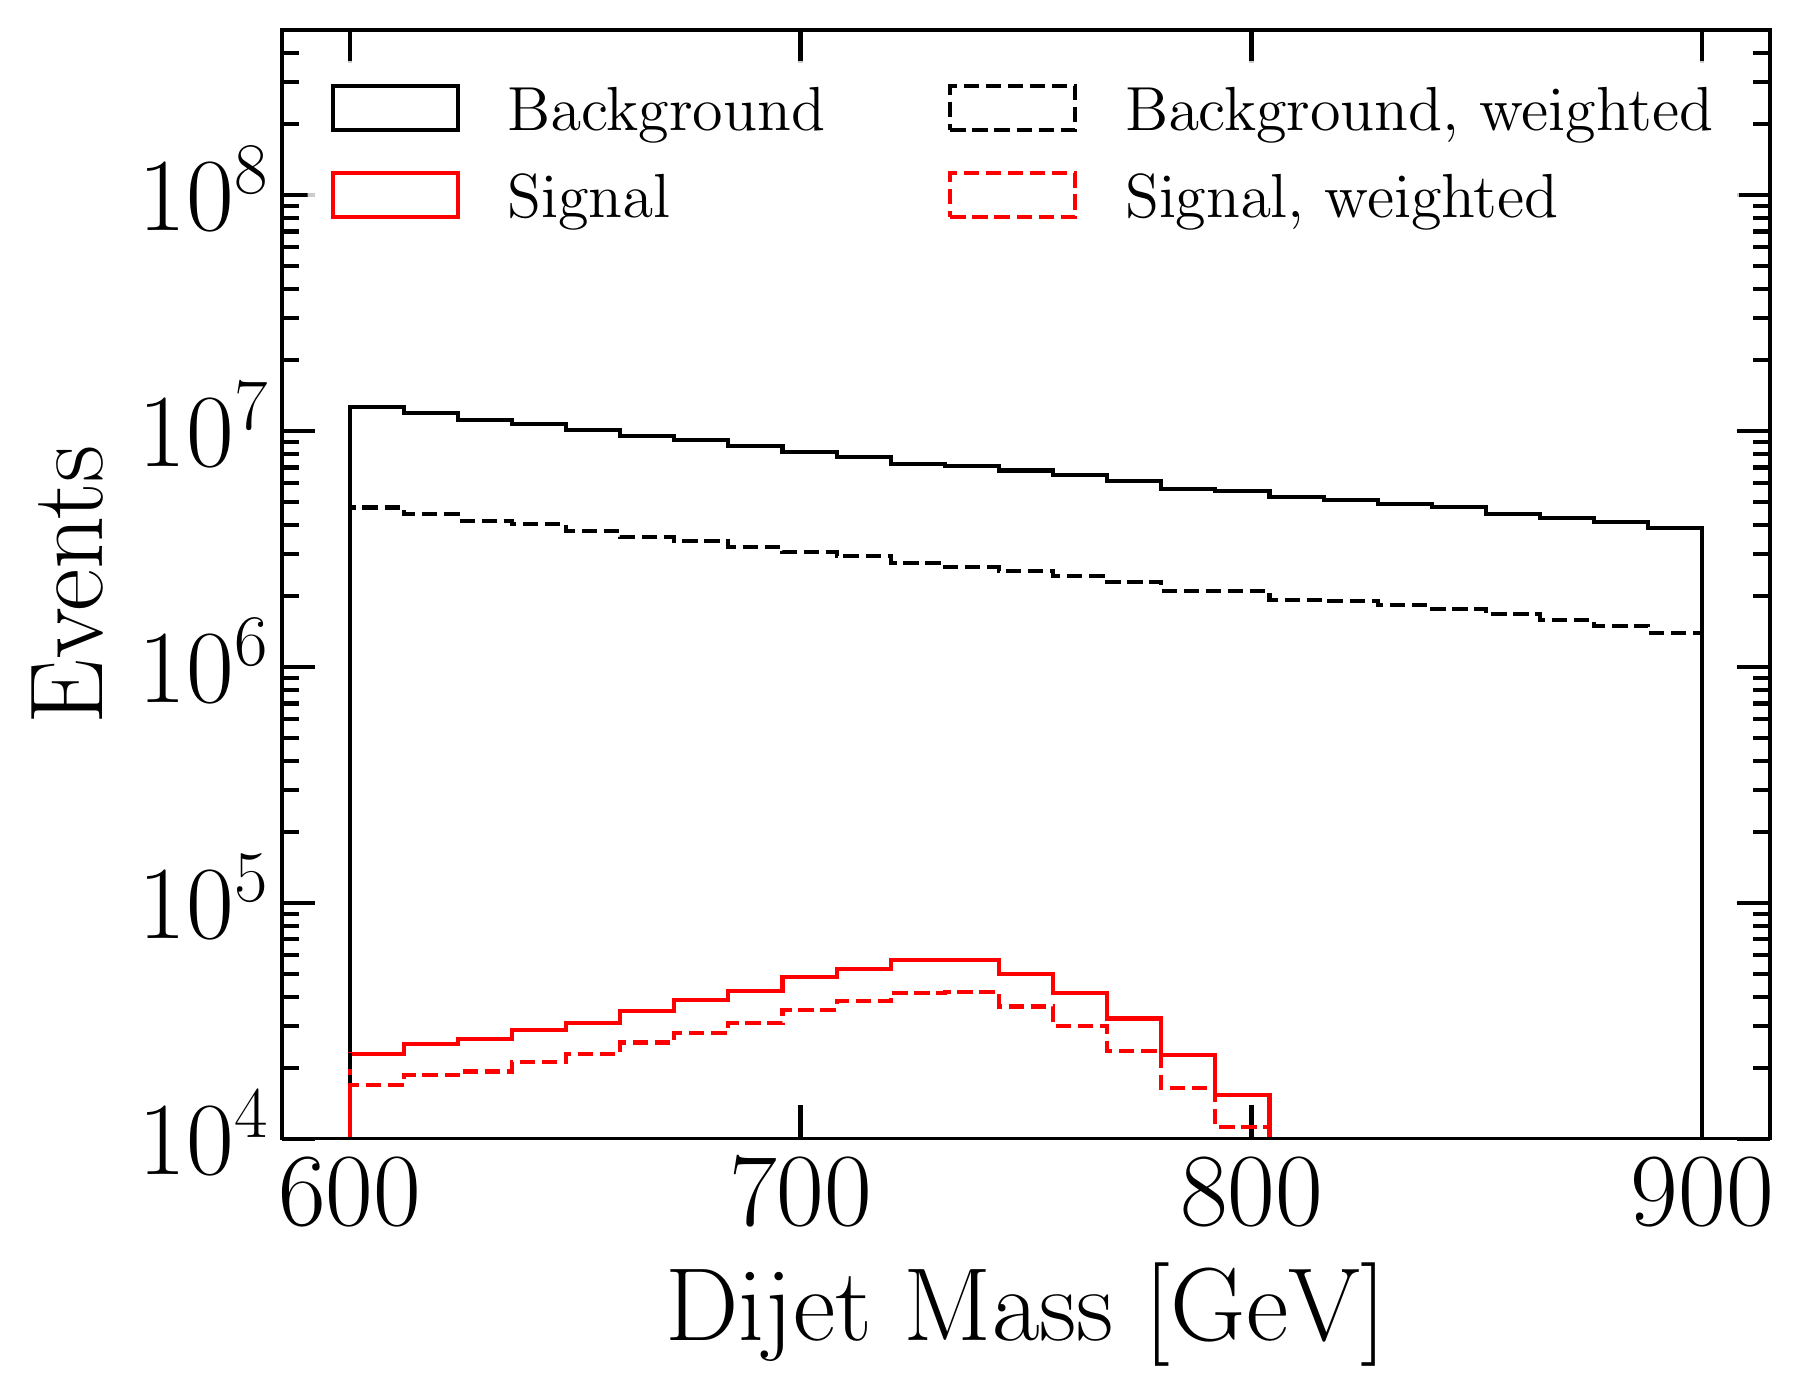 Background
Signal
Background, weighted
Signal, weighted
Events
10^8
10^7
10^6
10^5
10^4
600 700 800 900
Dijet Mass [GeV]